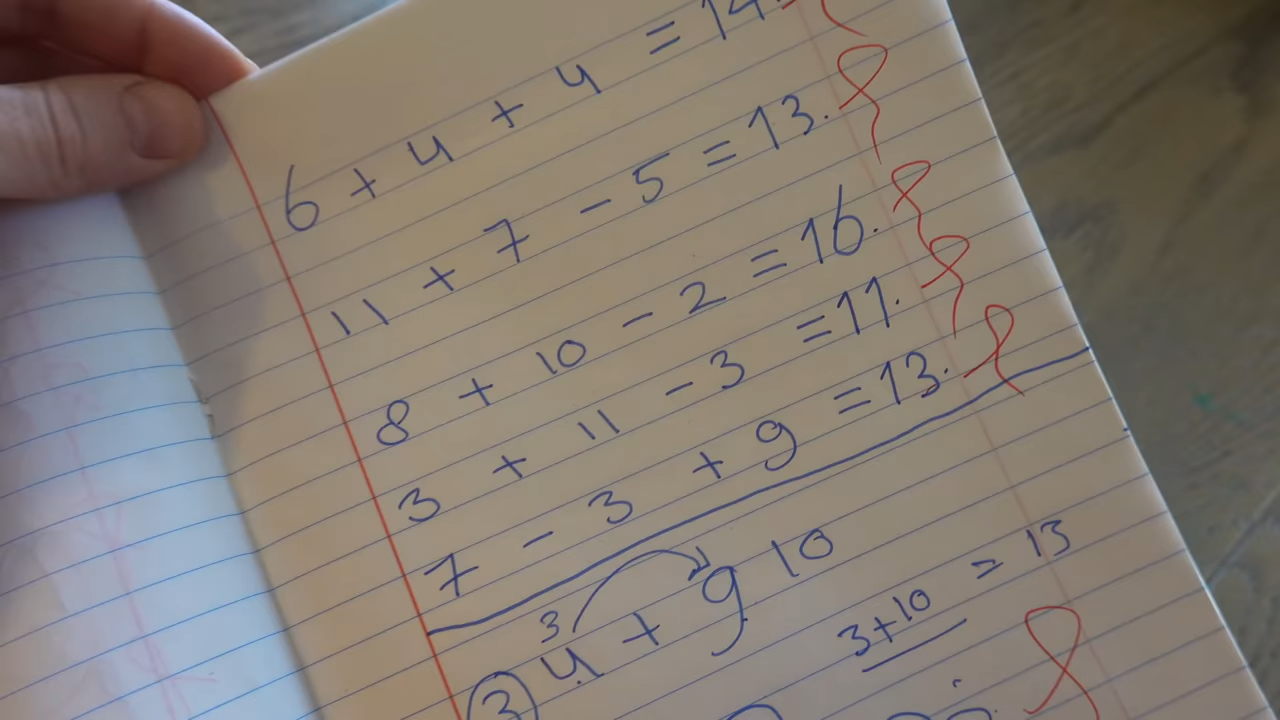 6 + 4 + 4 = 14.
11 + 7 - 5 = 13.
8 + 10 - 2 = 16.
3 + 11 - 3 = 11.
7 - 3 + 9 = 13.
3 10
4 + 9 3+10 = 13
2